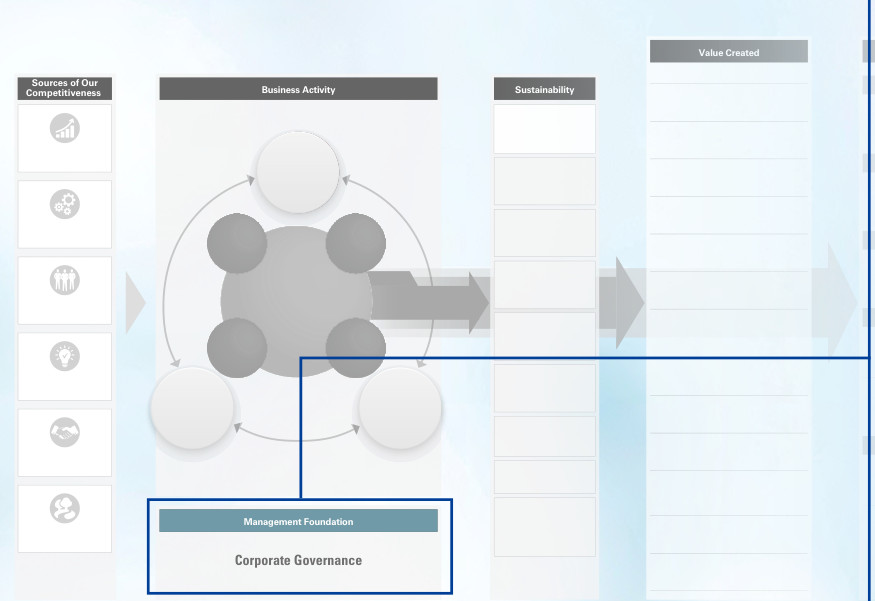 Sources of Our
Competitiveness
Business Activity
Sustainability
Value Created
Management Foundation
Corporate Governance